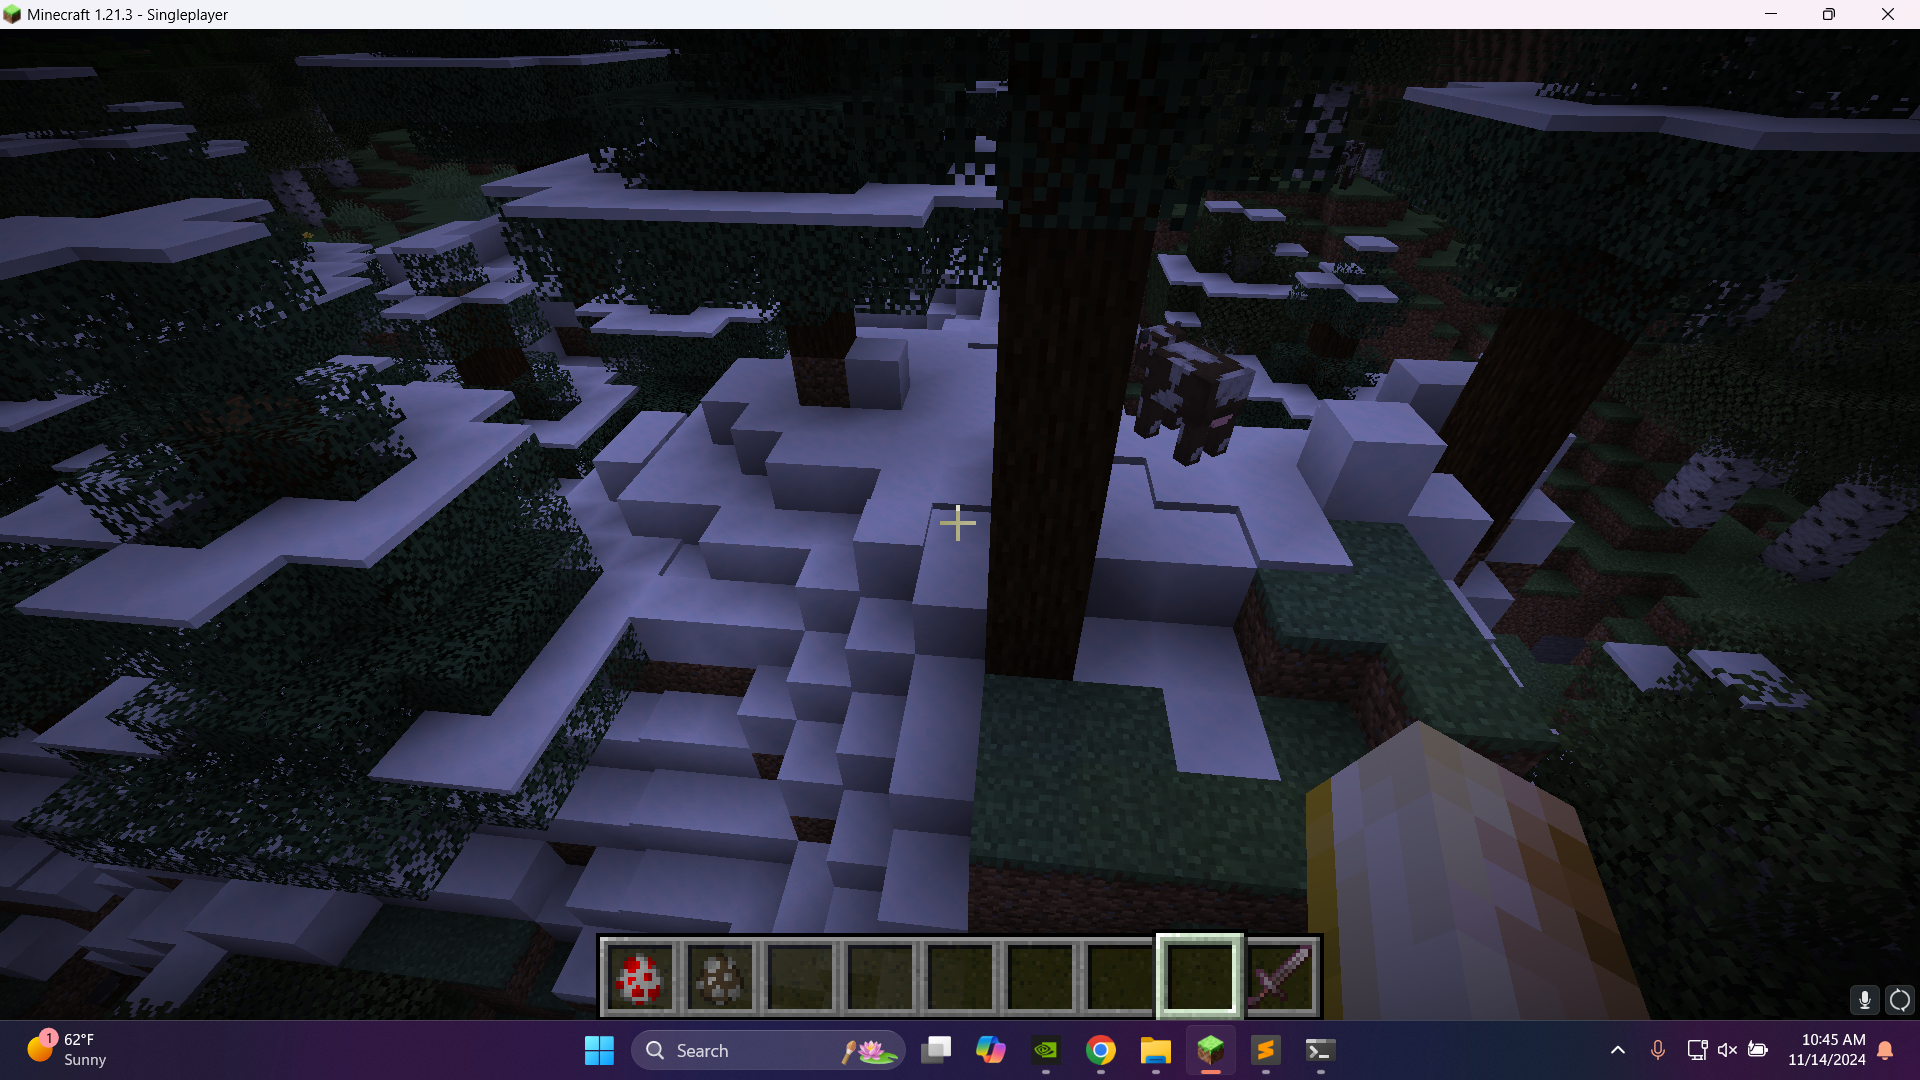 Minecraft 1.21.3 - Singleplayer
1
62°F
Sunny
Search
10:45 AM
11/14/2024